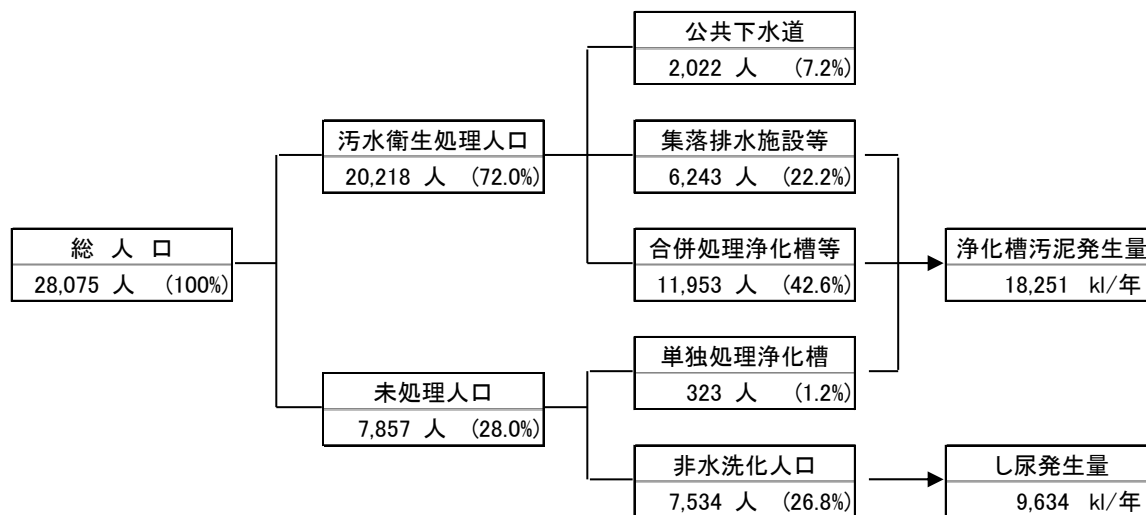 公共下水道
2,022 人 (7.2%)
汚水衛生処理人口
20,218 人 (72.0%)
集落排水施設等
6,243 人 (22.2%)
総 人 口
28,075 人 (100%)
合併処理浄化槽等
11,953 人 (42.6%)
浄化槽汚泥発生量
18,251 kl/年
単独処理浄化槽
323 人 (1.2%)
未処理人口
7,857 人 (28.0%)
非水洗化人口
7,534 人 (26.8%)
し尿発生量
9,634 kl/年